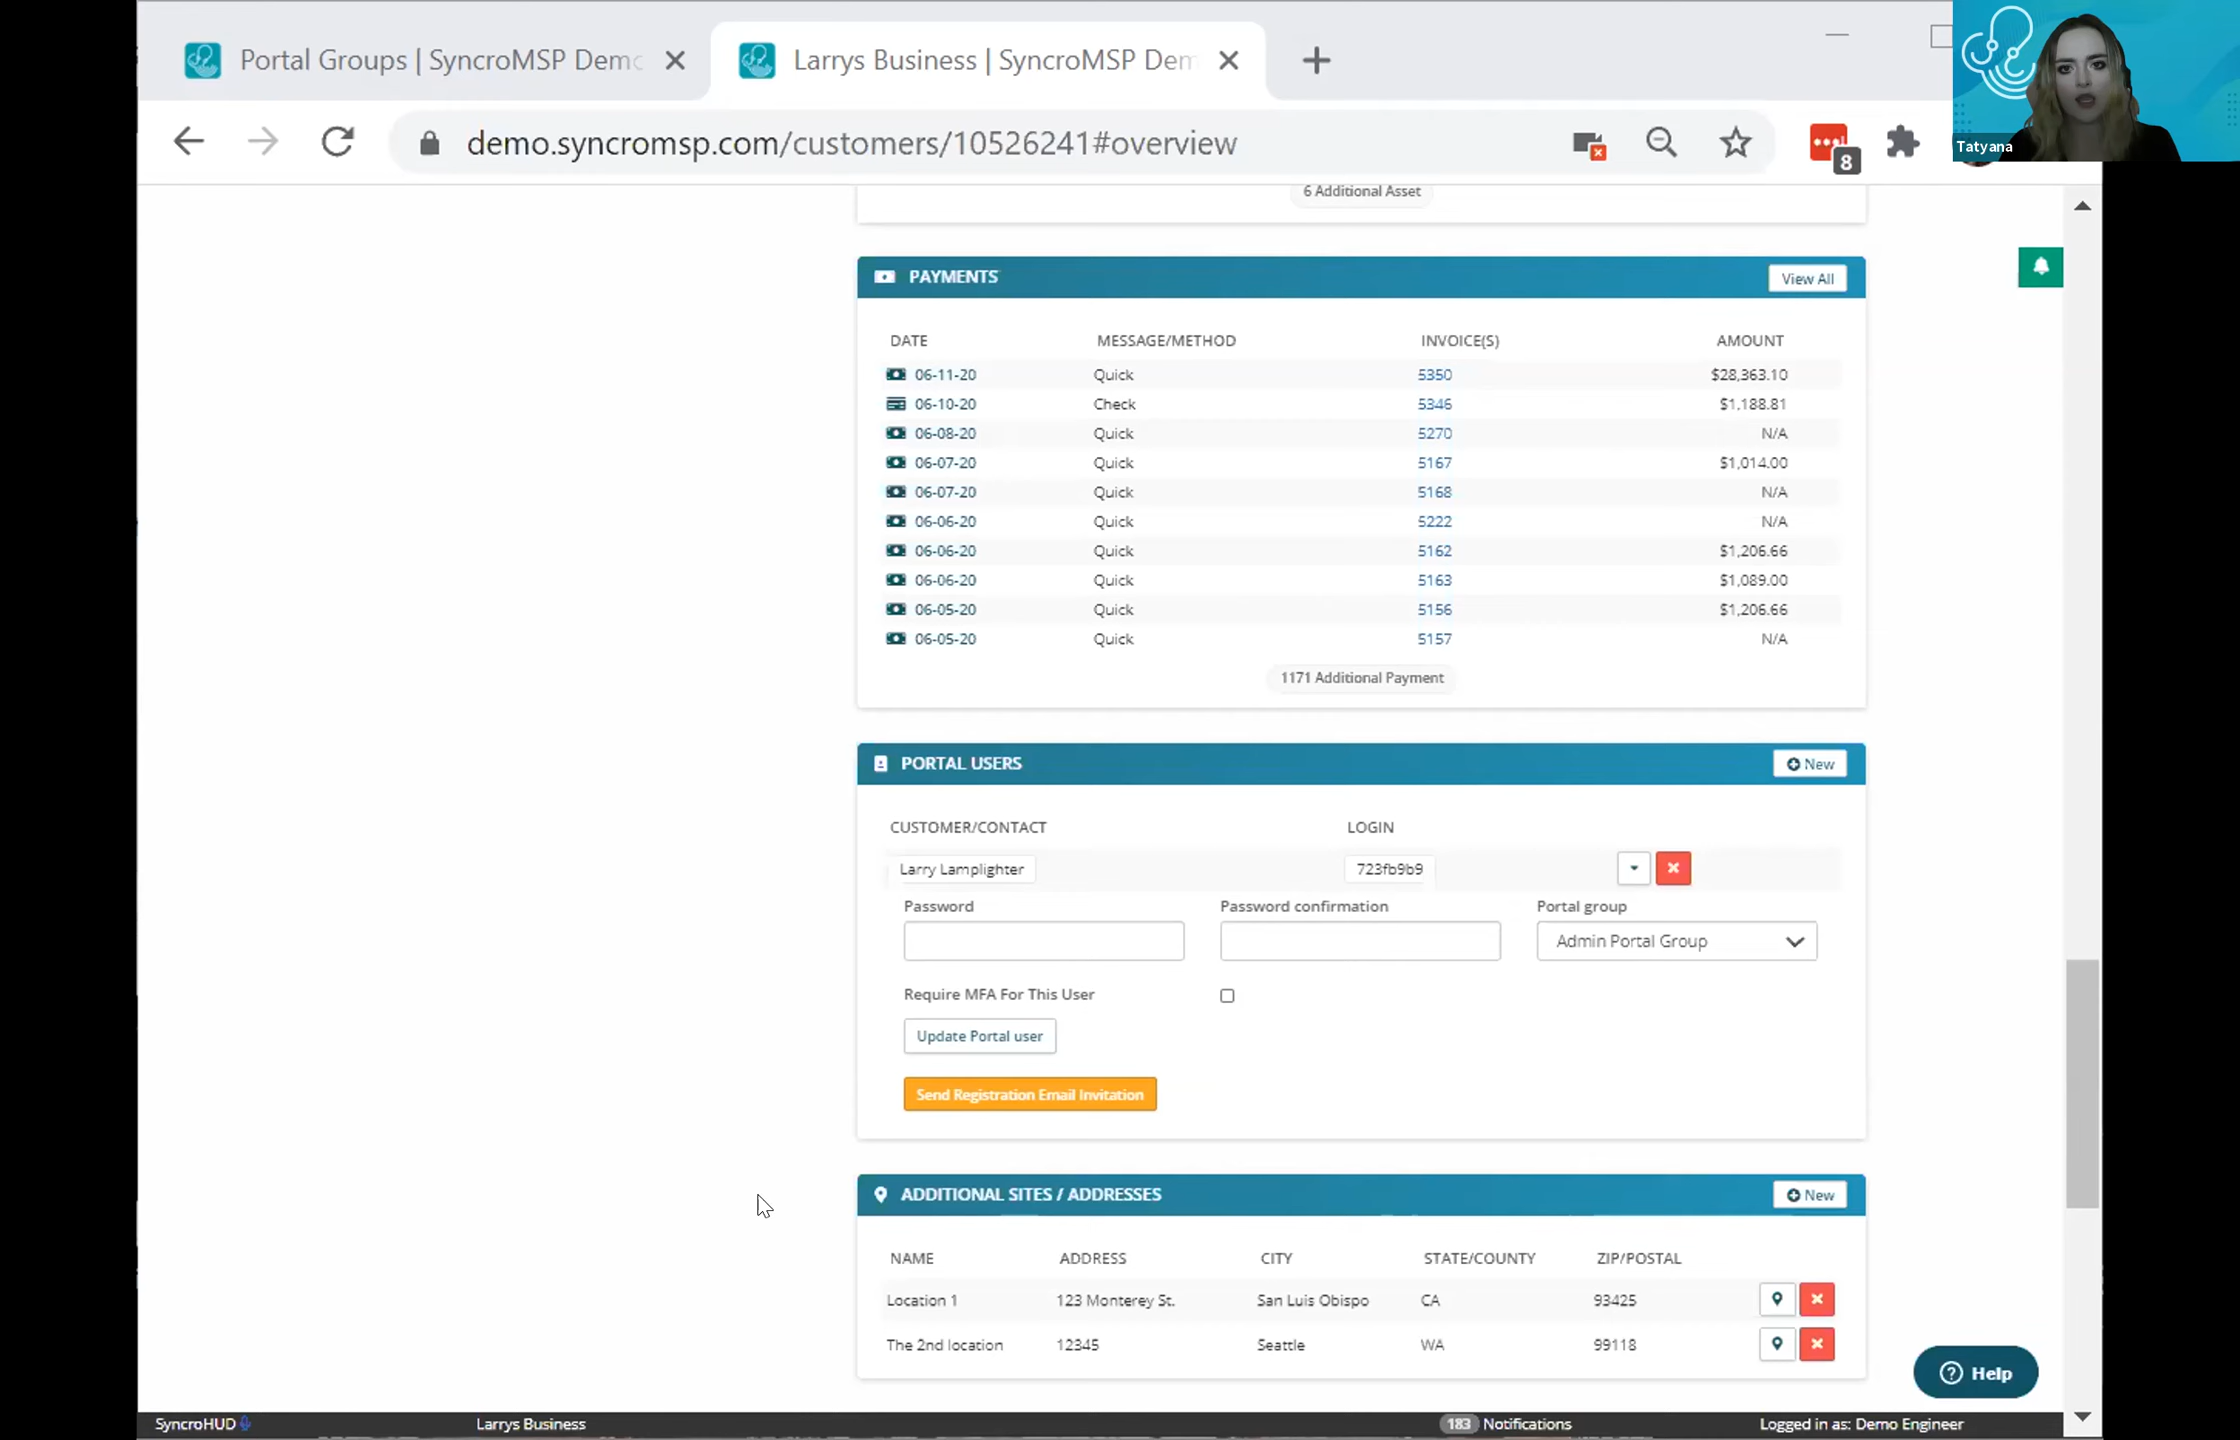 Portal Groups | SyncroMSP Demo
Larrys Business | SyncroMSP Dem
demo.syncromsp.com/customers/10526241#overview
8
Tatyana
6 Additional Asset
PAYMENTS
View All
DATE MESSAGE/METHOD INVOICE(S) AMOUNT
06-11-20 Quick 5350 $28,363.10
06-10-20 Check 5346 $1,188.81
06-08-20 Quick 5270 N/A
06-07-20 Quick 5167 $1,014.00
06-07-20 Quick 5168 N/A
06-06-20 Quick 5222 N/A
06-06-20 Quick 5162 $1,206.66
06-06-20 Quick 5163 $1,089.00
06-05-20 Quick 5156 $1,206.66
06-05-20 Quick 5157 N/A
1171 Additional Payment
PORTAL USERS
New
CUSTOMER/CONTACT LOGIN
Larry Lamplighter 723fb9b9
Password Password confirmation Portal group
Admin Portal Group
Require MFA For This User
Update Portal user
Send Registration Email Invitation
ADDITIONAL SITES / ADDRESSES
New
NAME ADDRESS CITY STATE/COUNTY ZIP/POSTAL
Location 1 123 Monterey St. San Luis Obispo CA 93425
The 2nd location 12345 Seattle WA 99118
Help
SyncroHUD Larrys Business 183 Notifications Logged in as: Demo Engineer